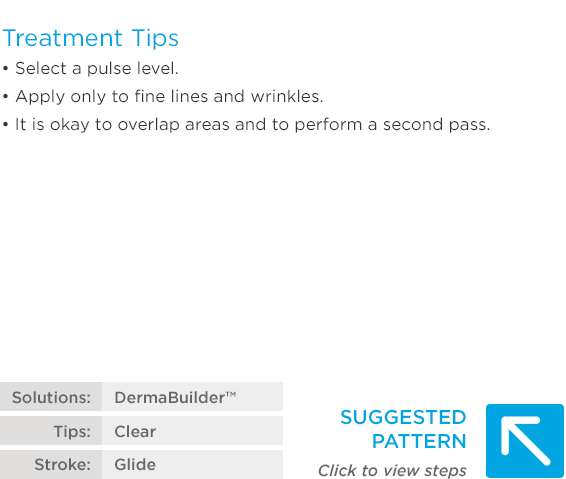 Treatment Tips
• Select a pulse level.
• Apply only to fine lines and wrinkles.
• It is okay to overlap areas and to perform a second pass.
Solutions: DermaBuilder™
Tips: Clear
Stroke: Glide
SUGGESTED
PATTERN
Click to view steps